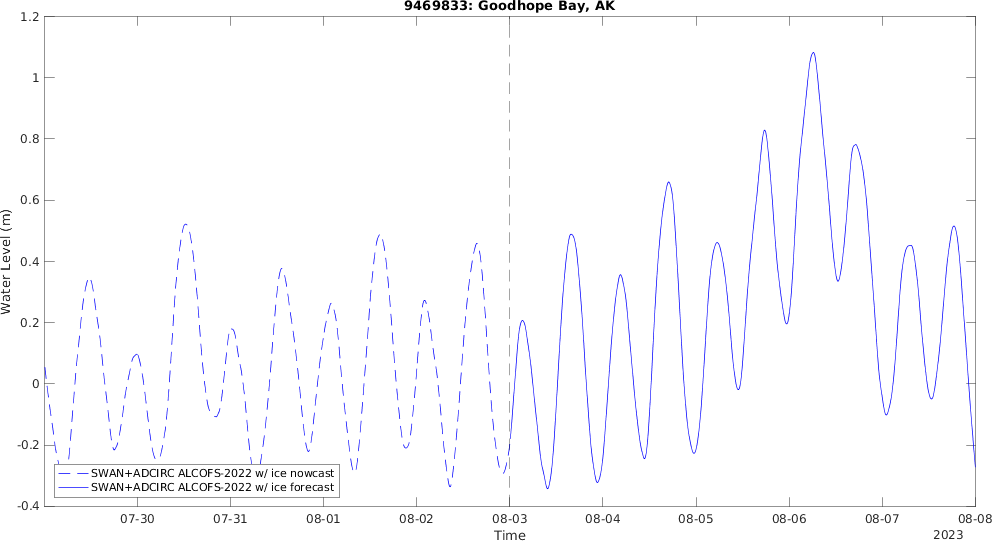 9469833: Goodhope Bay, AK
1.2
1
0.8
0.6
0.4
0.2
0
-0.2
-0.4
Water Level (m)
SWAN+ADCIRC ALCOFS-2022 w/ ice nowcast
SWAN+ADCIRC ALCOFS-2022 w/ ice forecast
07-30 07-31 08-01 08-02 08-03 08-04 08-05 08-06 08-07 08-08
Time
2023